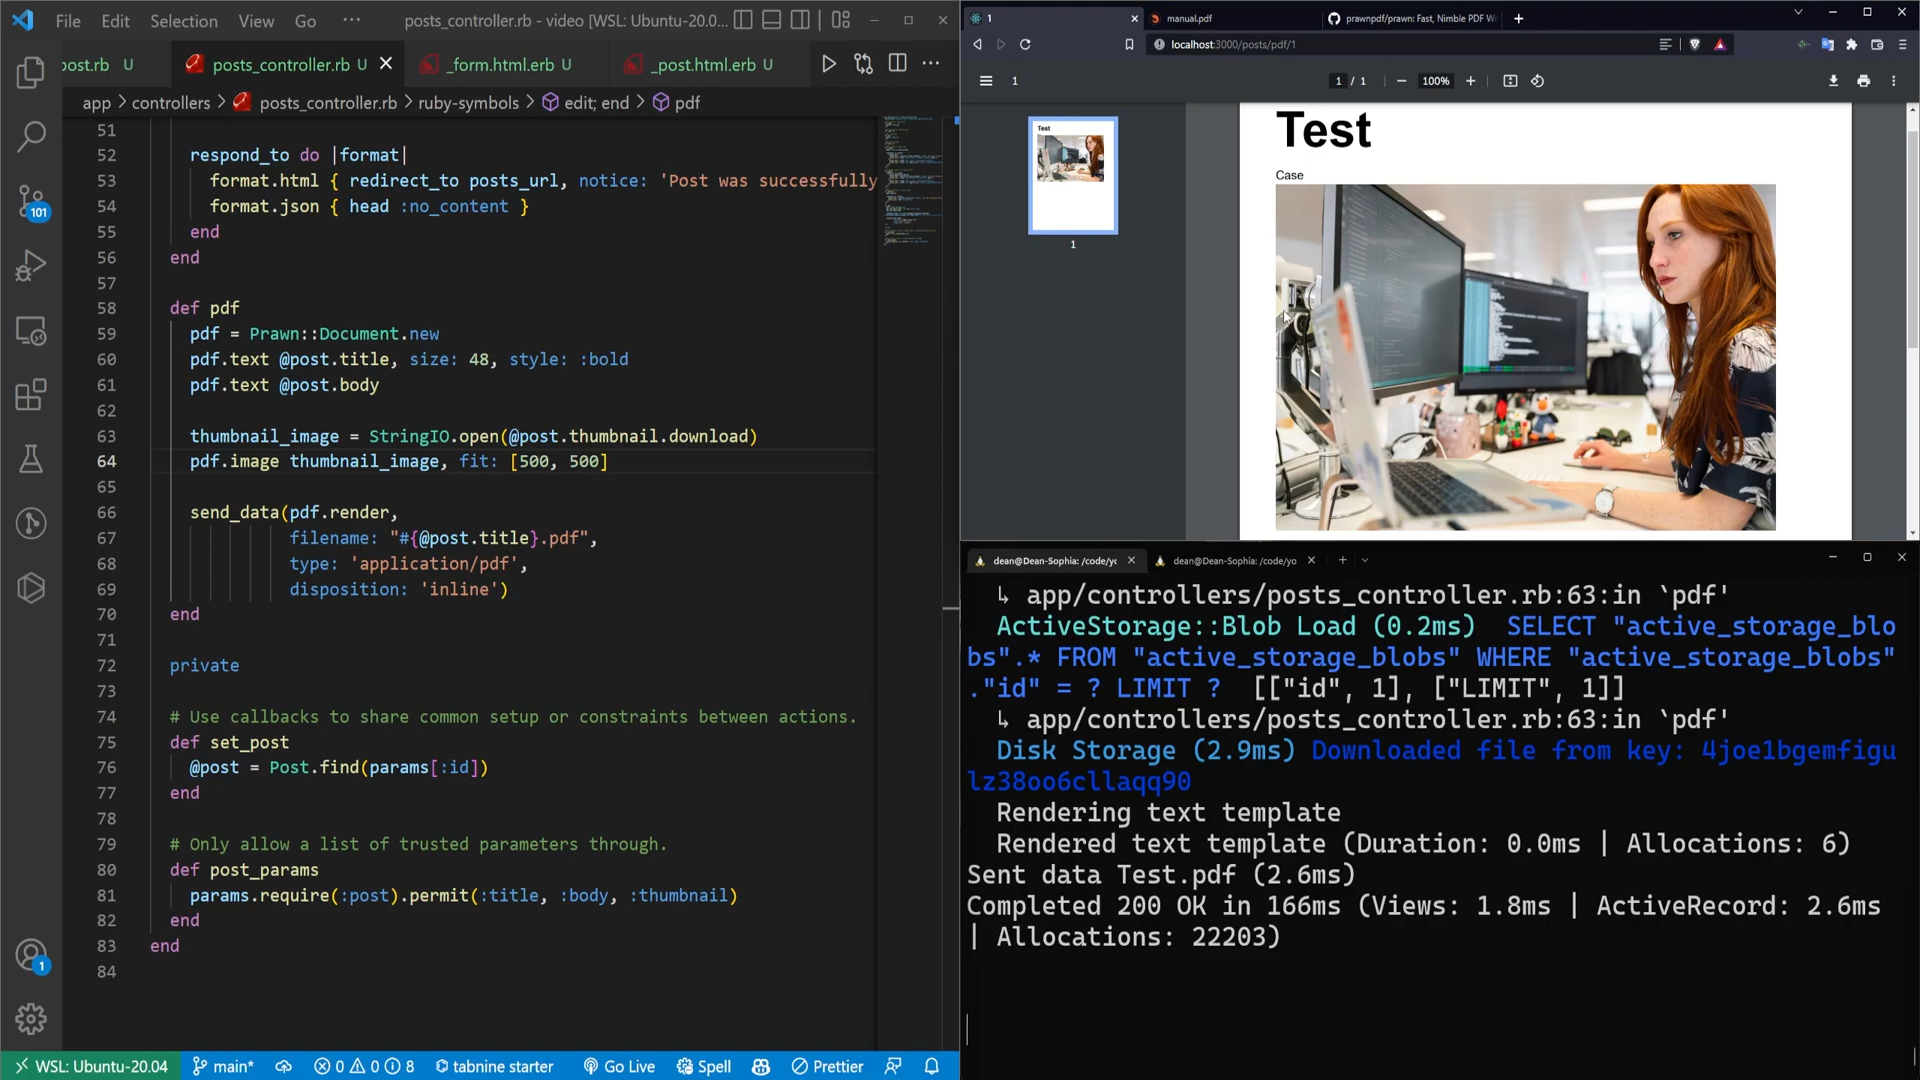 File Edit Selection View Go ··· posts_controller.rb - video [WSL: Ubuntu-20.0...
post.rb U posts_controller.rb U _form.html.erb U _post.html.erb U
app > controllers > posts_controller.rb > ruby-symbols > edit; end > pdf
51
52 respond_to do |format|
53 format.html { redirect_to posts_url, notice: 'Post was successfully
54 format.json { head :no_content }
55 end
56 end
57
58 def pdf
59 pdf = Prawn::Document.new
60 pdf.text @post.title, size: 48, style: :bold
61 pdf.text @post.body
62
63 thumbnail_image = StringIO.open(@post.thumbnail.download)
64 pdf.image thumbnail_image, fit: [500, 500]
65
66 send_data(pdf.render,
67 filename: "#{@post.title}.pdf",
68 type: 'application/pdf',
69 disposition: 'inline')
70 end
71
72 private
73
74 # Use callbacks to share common setup or constraints between actions.
75 def set_post
76 @post = Post.find(params[:id])
77 end
78
79 # Only allow a list of trusted parameters through.
80 def post_params
81 params.require(:post).permit(:title, :body, :thumbnail)
82 end
83 end
84
101
1
WSL: Ubuntu-20.04 main* 0 0 8 tabnine starter Go Live Spell Prettier
1 manual.pdf prawnpdf/prawn: Fast, Nimble PDF W
localhost:3000/posts/pdf/1
1 1 / 1 100%
Test
1
Test
Case
dean@Dean-Sophia: /code/yo dean@Dean-Sophia: /code/yo
↳ app/controllers/posts_controller.rb:63:in `pdf'
ActiveStorage::Blob Load (0.2ms) SELECT "active_storage_blo
bs".* FROM "active_storage_blobs" WHERE "active_storage_blobs"
."id" = ? LIMIT ? [["id", 1], ["LIMIT", 1]]
↳ app/controllers/posts_controller.rb:63:in `pdf'
Disk Storage (2.9ms) Downloaded file from key: 4joe1bgemfigu
lz38oo6cllaqq90
Rendering text template
Rendered text template (Duration: 0.0ms | Allocations: 6)
Sent data Test.pdf (2.6ms)
Completed 200 OK in 166ms (Views: 1.8ms | ActiveRecord: 2.6ms
| Allocations: 22203)